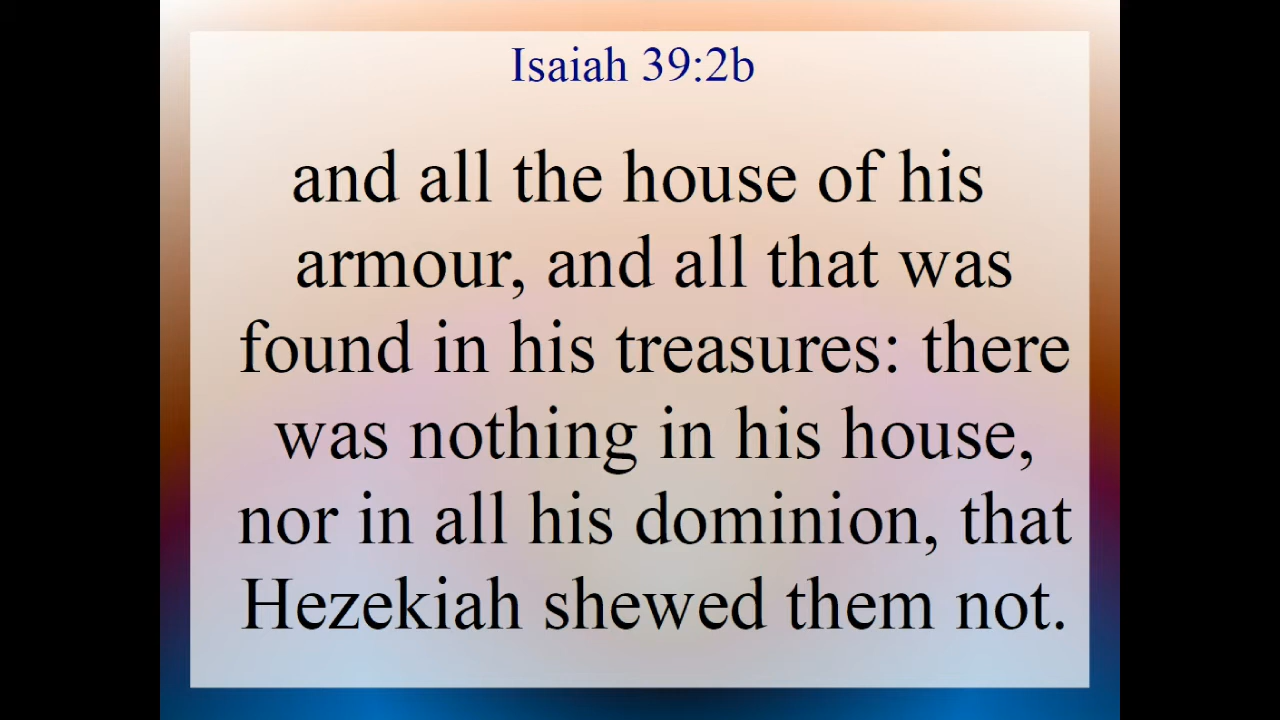 Isaiah 39:2b
and all the house of his
armour, and all that was
found in his treasures: there
was nothing in his house,
nor in all his dominion, that
Hezekiah shewed them not.